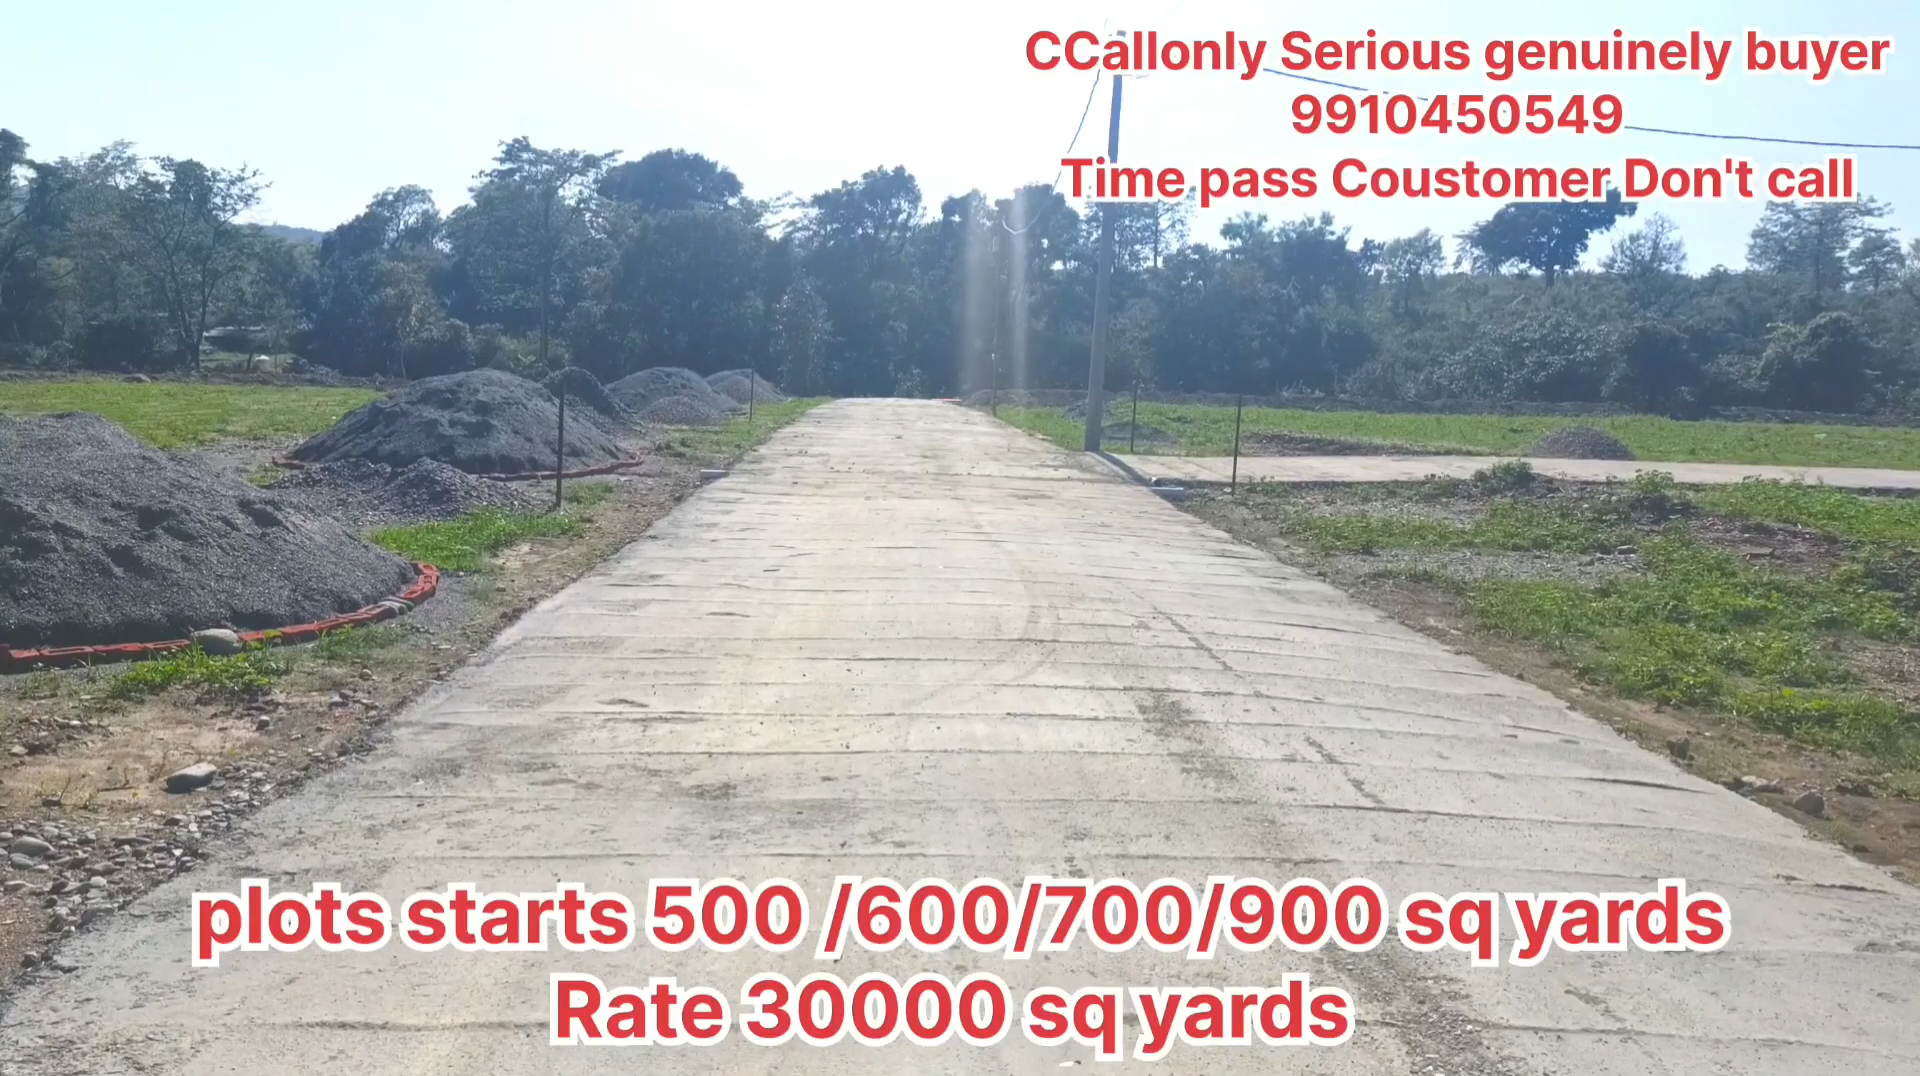 CCallonly Serious genuinely buyer
9910450549
Time pass Coustomer Don't call
plots starts 500 /600/700/900 sq yards
Rate 30000 sq yards